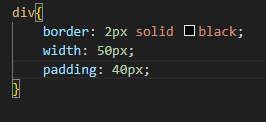 div{
border: 2px solid black;
width: 50px;
padding: 40px;
}